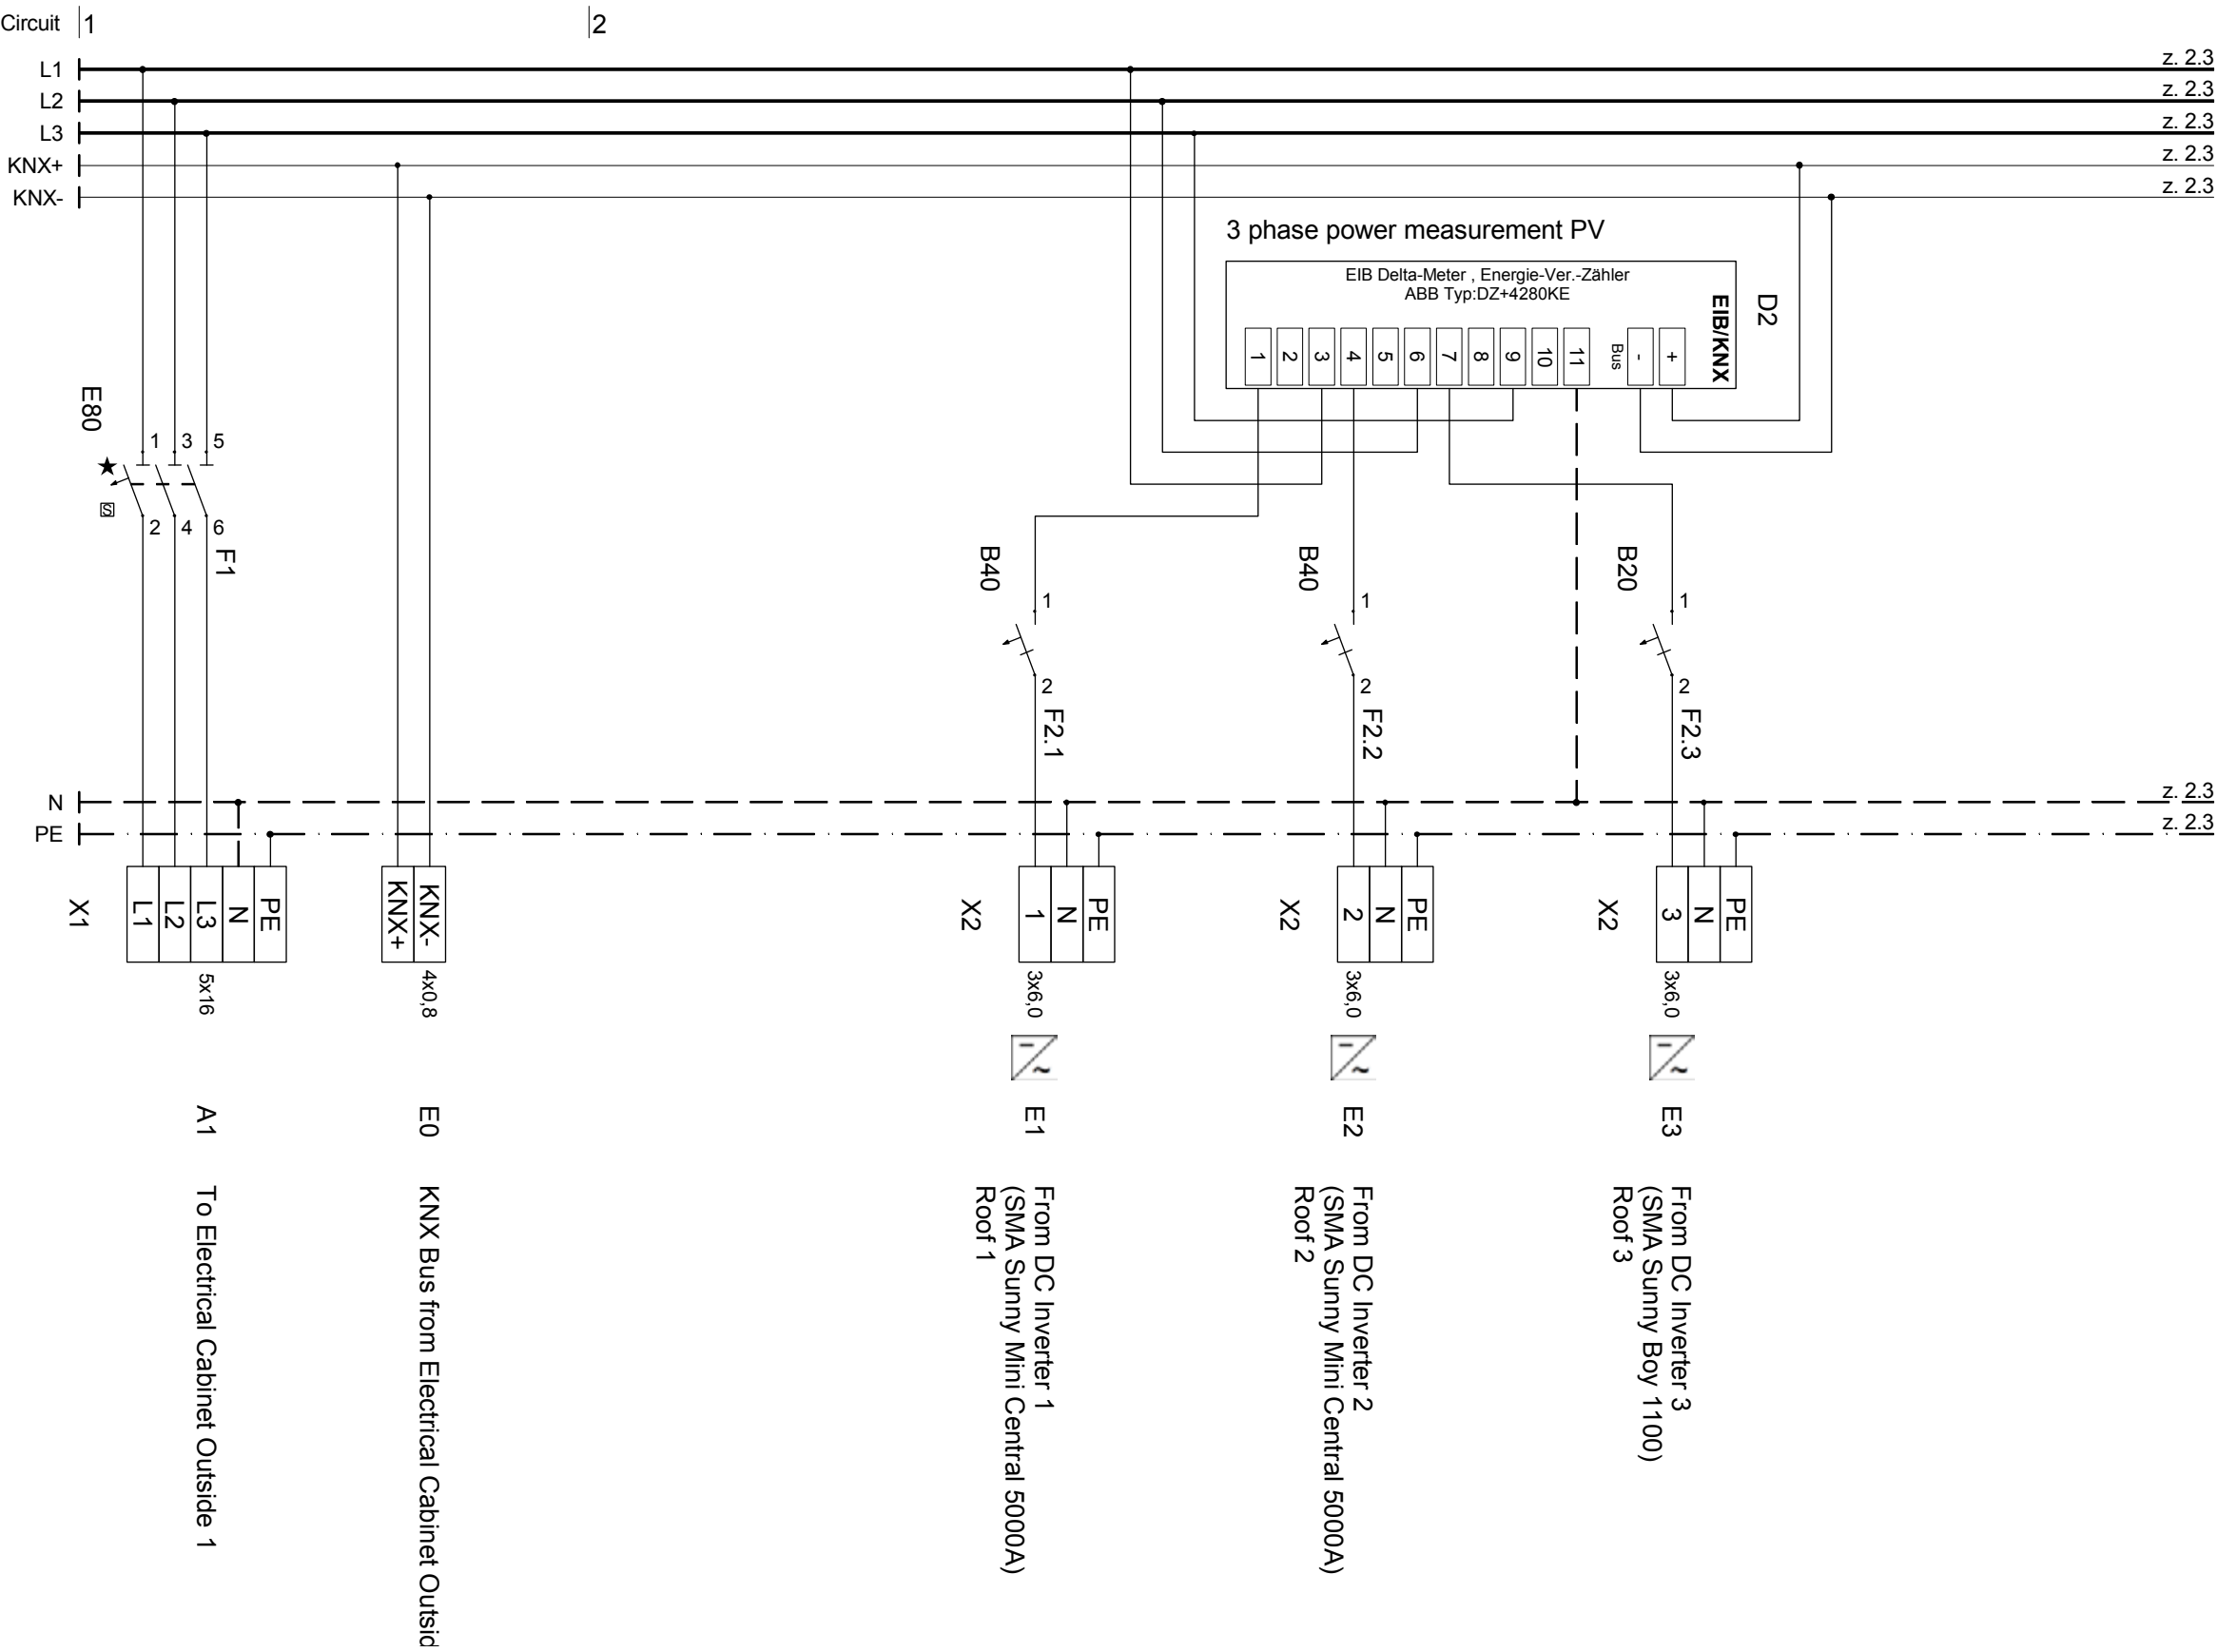 Circuit 1 2
L1 z. 2.3
L2 z. 2.3
L3 z. 2.3
KNX+ z. 2.3
KNX- z. 2.3
3 phase power measurement PV
EIB Delta-Meter , Energie-Ver.-Zähler
ABB Typ:DZ+4280KE
EIB/KNX
D2
1 2 3 4 5 6 7 8 9 10 11 Bus - +
E80
1 3 5
S
2 4 6
F1
B40
1
2
F2.1
B40
1
2
F2.2
B20
1
2
F2.3
N z. 2.3
PE z. 2.3
X1
L1 L2 L3 N PE
5x16
KNX+ KNX-
4x0,8
X2
1 N PE
3x6,0
X2
2 N PE
3x6,0
X2
3 N PE
3x6,0
A1
To Electrical Cabinet Outside 1
E0
KNX Bus from Electrical Cabinet Outsid
E1
From DC Inverter 1
(SMA Sunny Mini Central 5000A)
Roof 1
E2
From DC Inverter 2
(SMA Sunny Mini Central 5000A)
Roof 2
E3
From DC Inverter 3
(SMA Sunny Boy 1100)
Roof 3